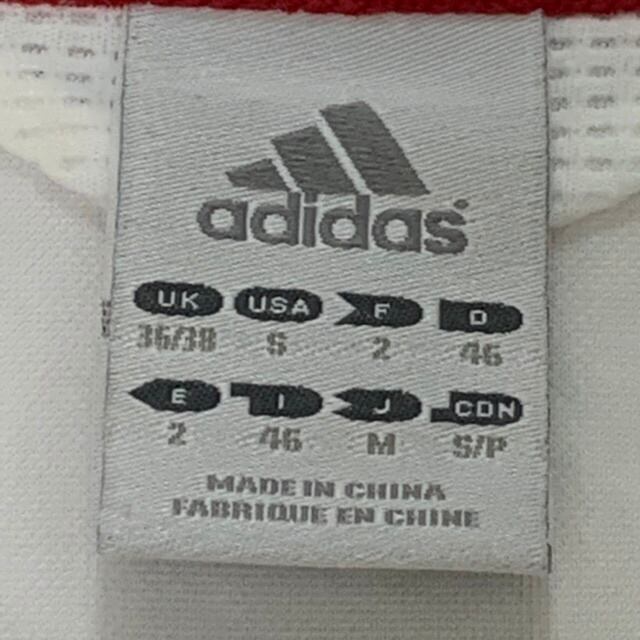 adidas
UK USA F D
36/38 S 2 46
E I J CDN
2 46 M S/P
MADE IN CHINA
FABRIQUE EN CHINE